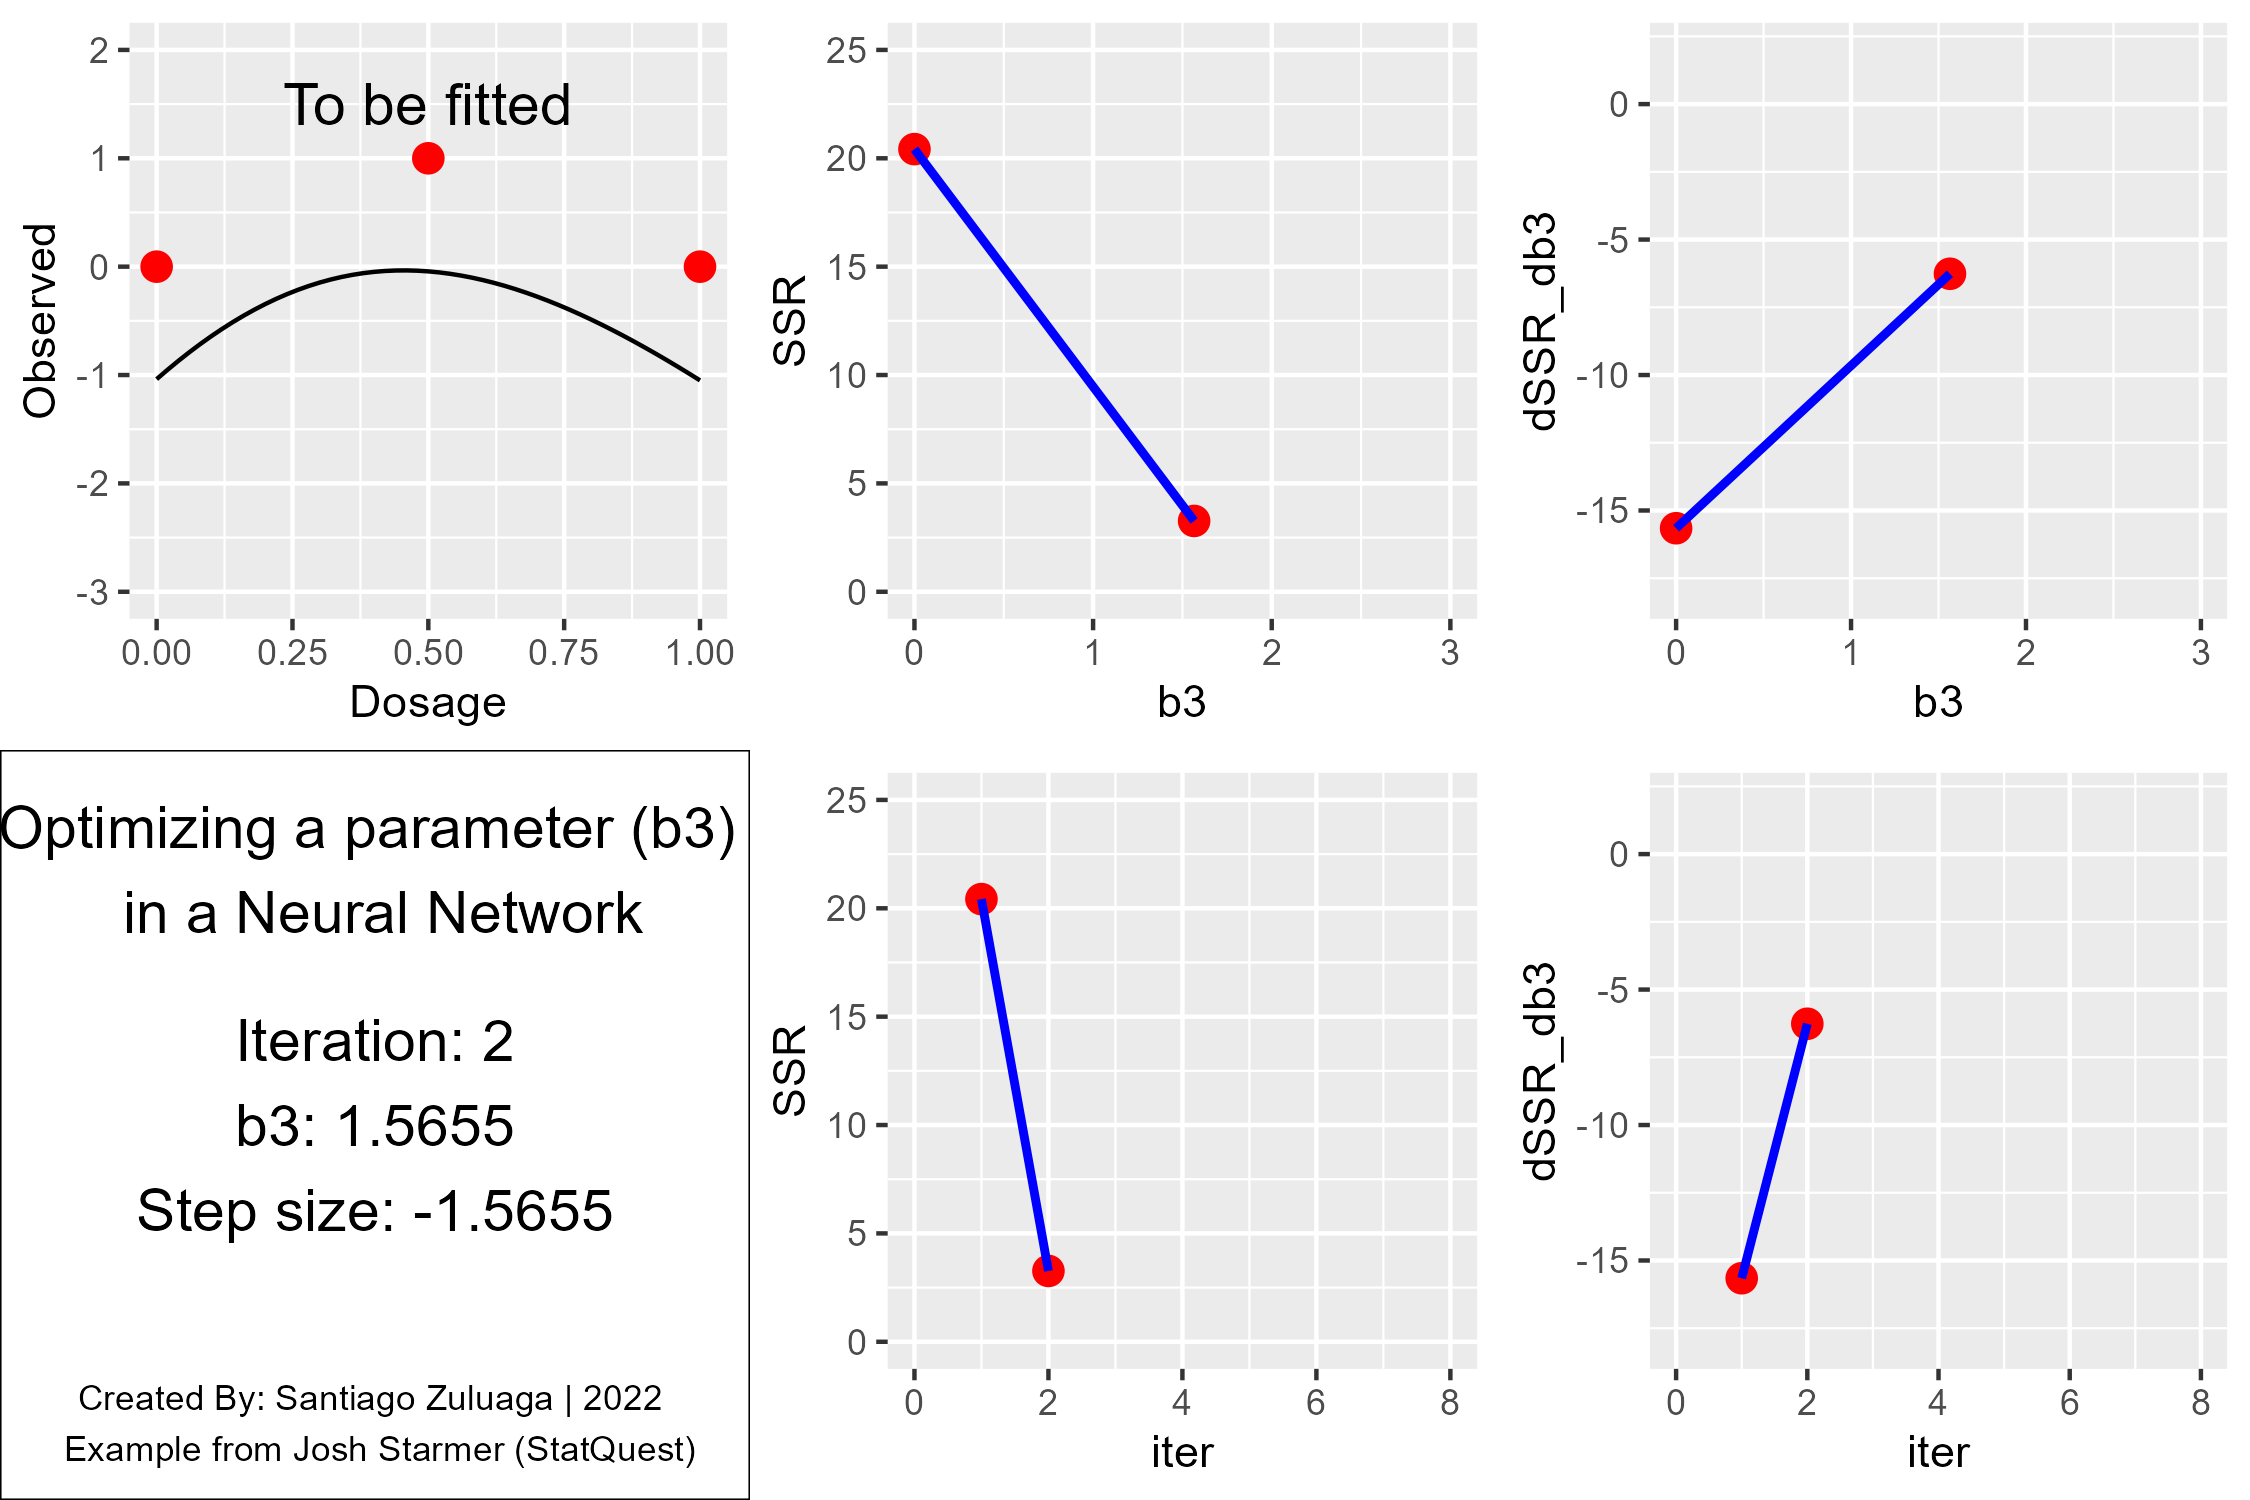 2
1
0
-1
-2
-3
Observed
To be fitted
0.00 0.25 0.50 0.75 1.00
Dosage
25
20
15
10
5
0
SSR
0 1 2 3
b3
0
-5
-10
-15
dSSR_db3
0 1 2 3
b3
Optimizing a parameter (b3)
in a Neural Network
Iteration: 2
b3: 1.5655
Step size: -1.5655
Created By: Santiago Zuluaga | 2022
Example from Josh Starmer (StatQuest)
25
20
15
10
5
0
SSR
0 2 4 6 8
iter
0
-5
-10
-15
dSSR_db3
0 2 4 6 8
iter